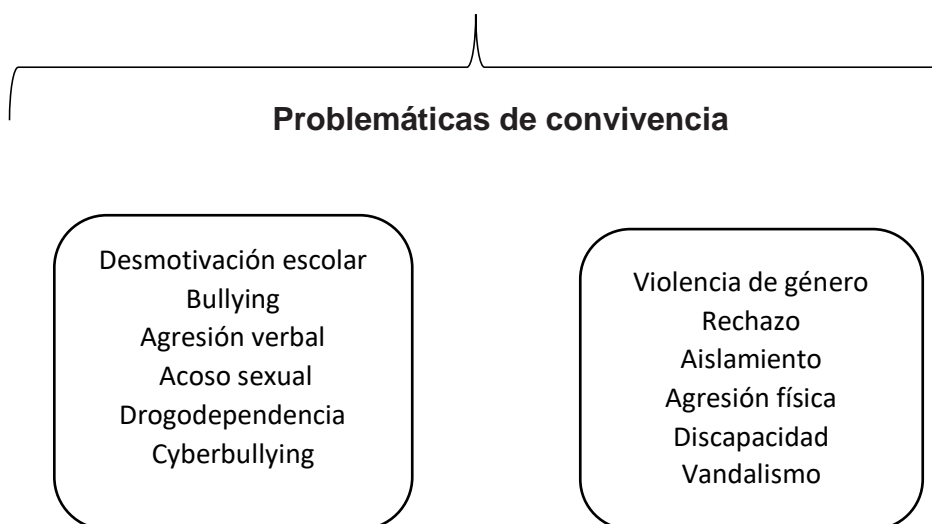 Problemáticas de convivencia
Desmotivación escolar
Bullying
Agresión verbal
Acoso sexual
Drogodependencia
Cyberbullying
Violencia de género
Rechazo
Aislamiento
Agresión física
Discapacidad
Vandalismo